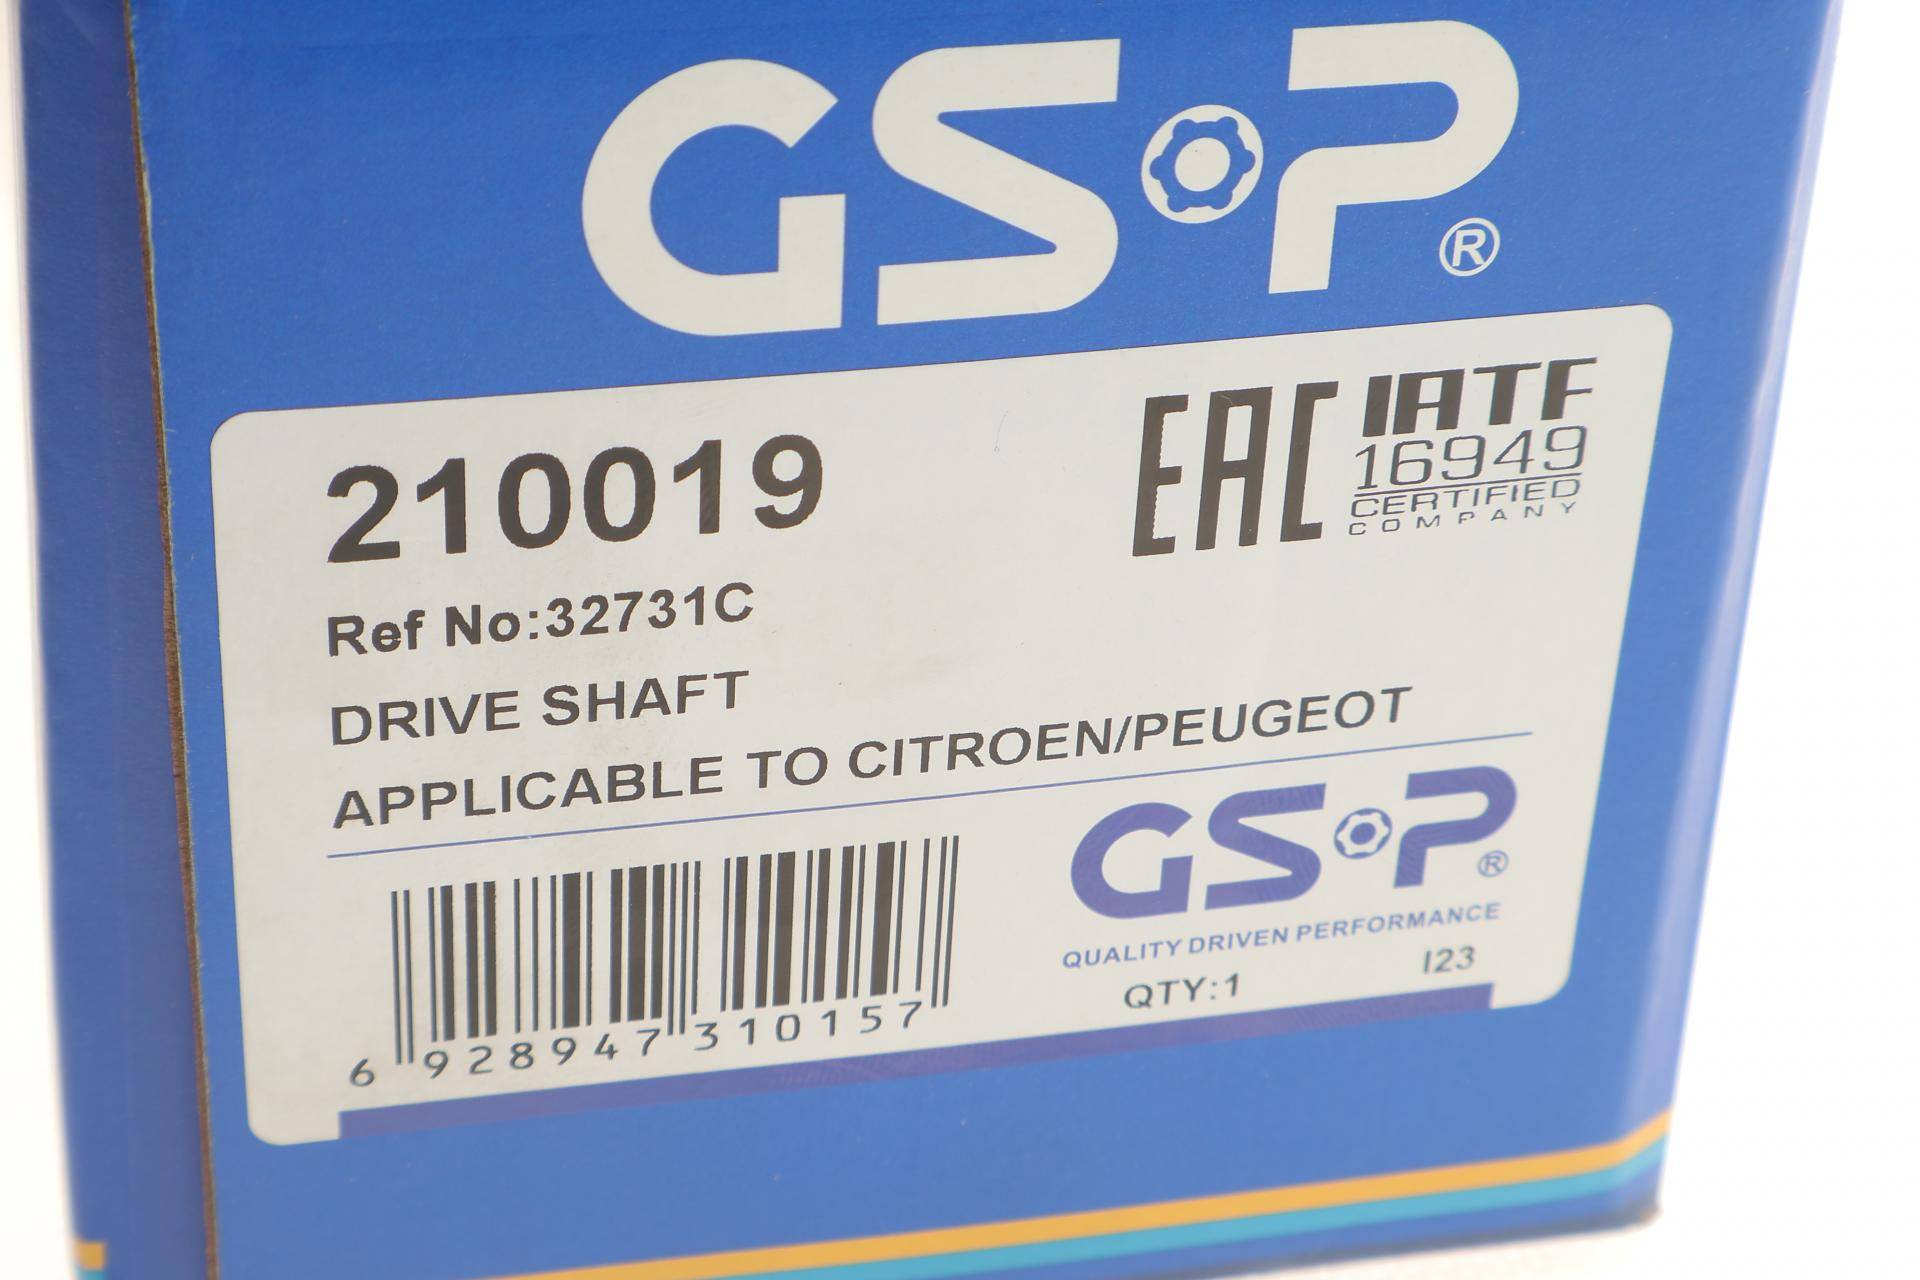 GSP®
210019
EAC
IATF
16949
CERTIFIED
COMPANY
Ref No:32731C
DRIVE SHAFT
APPLICABLE TO CITROEN/PEUGEOT
GSP®
QUALITY DRIVEN PERFORMANCE
QTY:1 I23
6 928947 310157